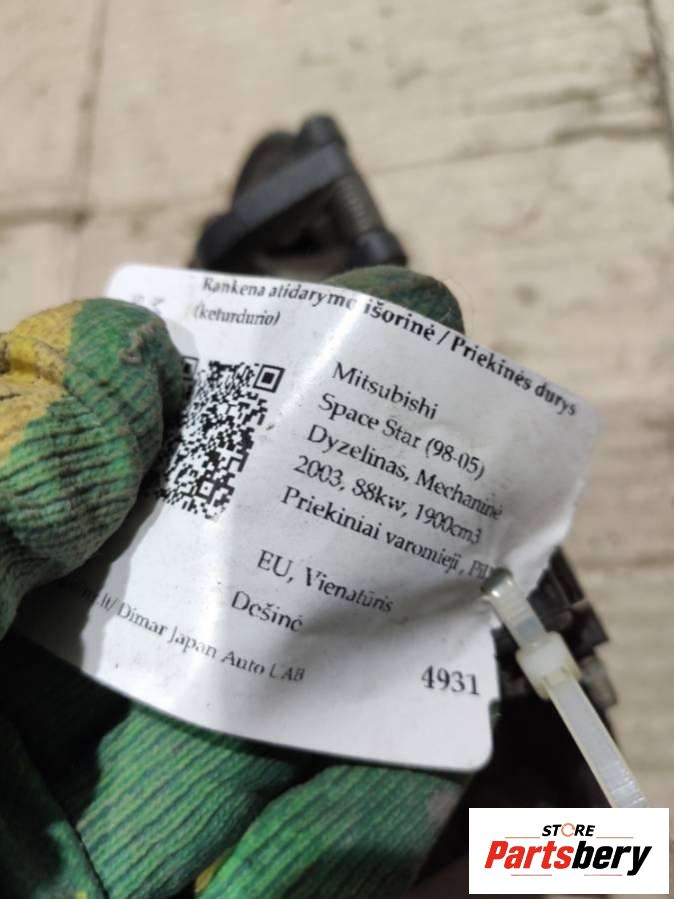 Rankena atidarymo išorinė / Priekinės durys
(keturdurio)
Mitsubishi
Space Star (98-05)
Dyzelinas, Mechaninė
2003, 88kw, 1900cm3
Priekiniai varomieji,
EU, Vienatūris
Dešinė
Dimar Japan Auto LAB
4931
STORE
Partsbery